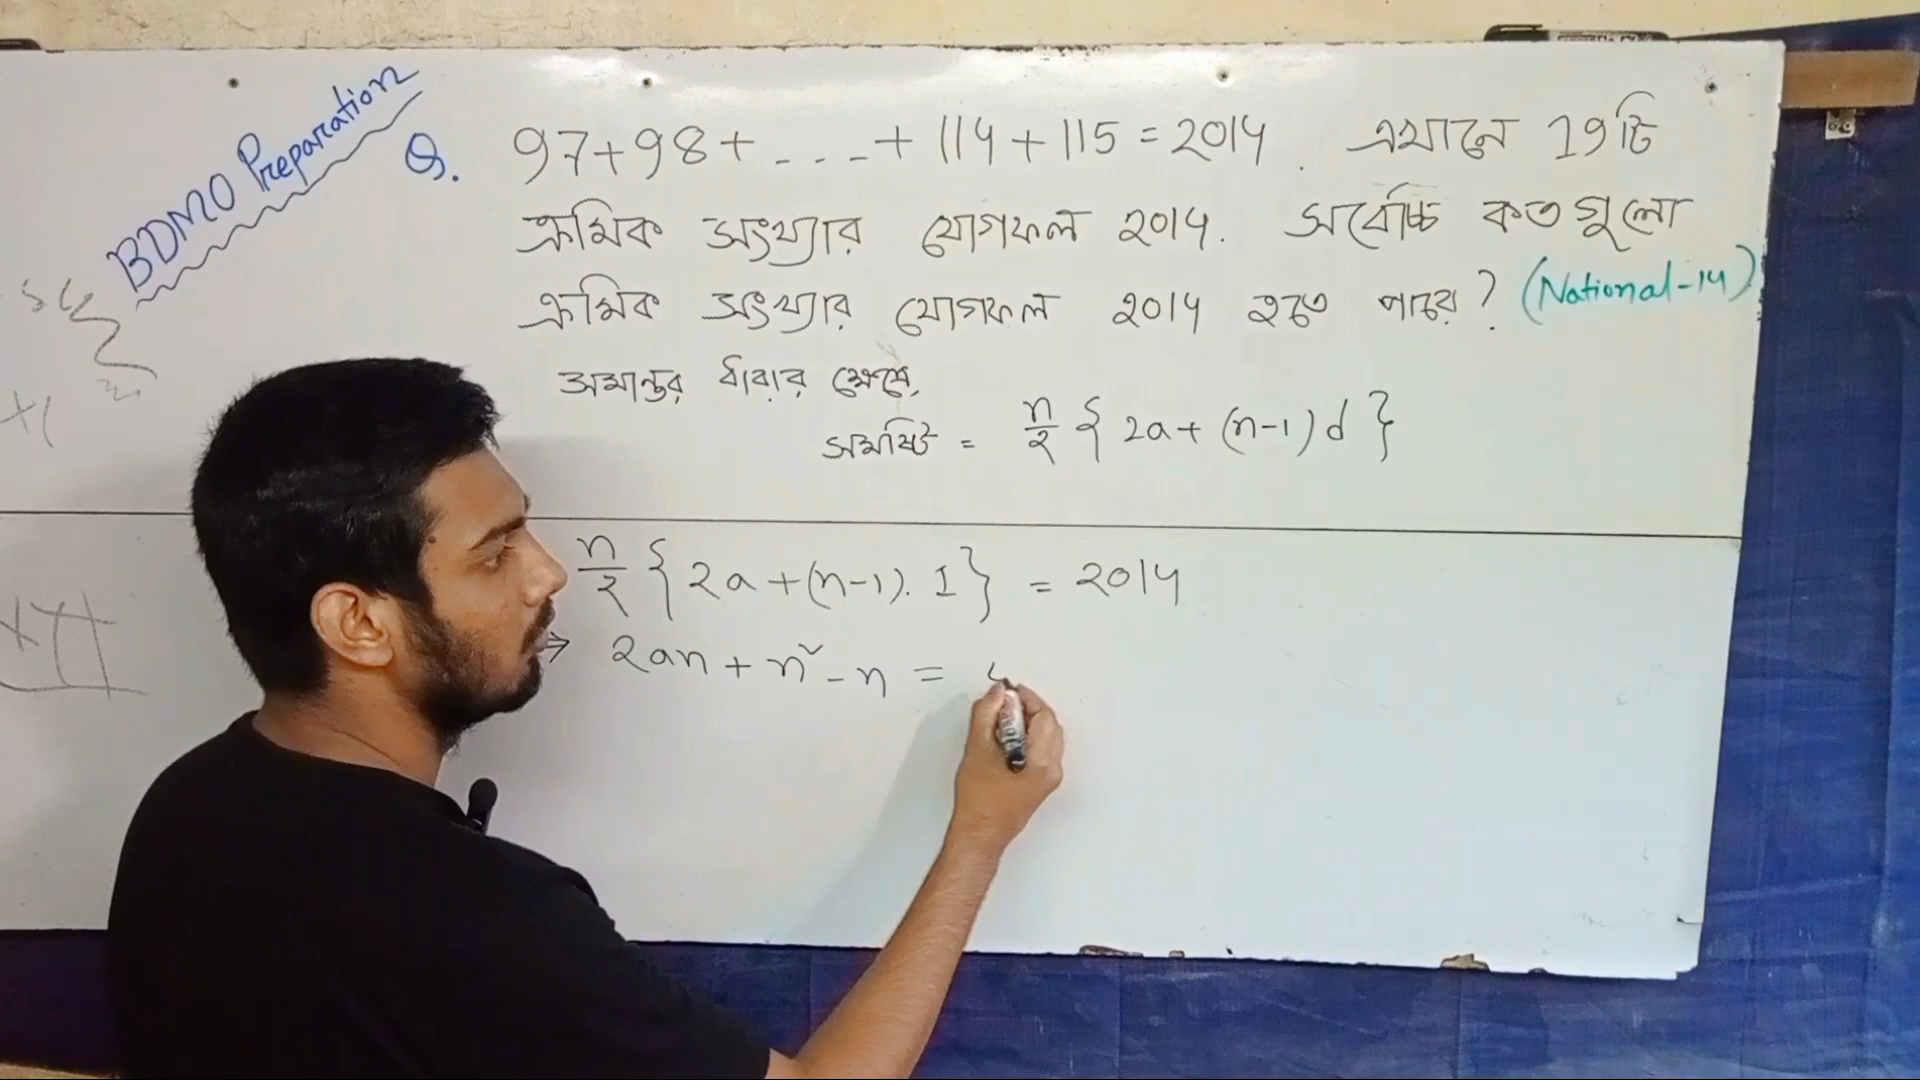 BDMO Preparation
Q. 97+98+ . . . + 114 + 115 = 2014 . এখানে 19টি
ক্রমিক সংখ্যার যোগফল 2014. সর্বোচ্চ কতগুলো
ক্রমিক সংখ্যার যোগফল 2014 হতে পারে? (National-14)
সমান্তর ধারার ক্ষেত্রে,
সমষ্টি = n/2 { 2a + (n-1) d }
n/2 { 2a + (n-1). 1 } = 2014
⇒ 2an + n² - n =